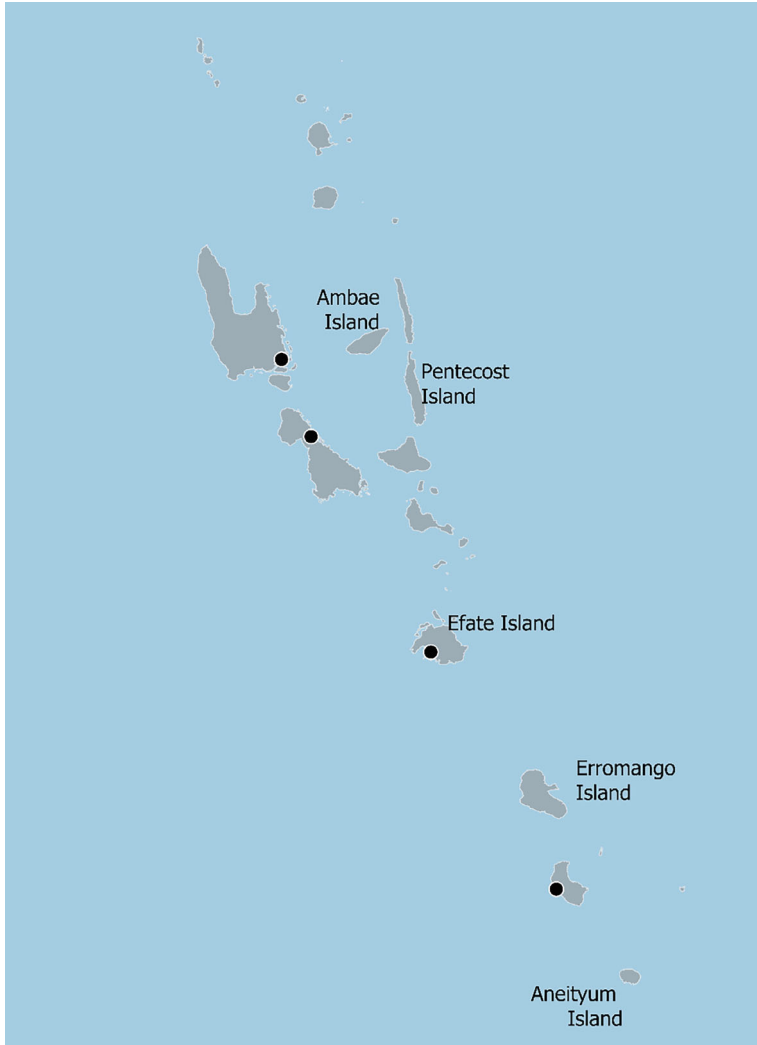 Ambae
Island
Pentecost
Island
Efate Island
Erromango
Island
Aneityum
Island